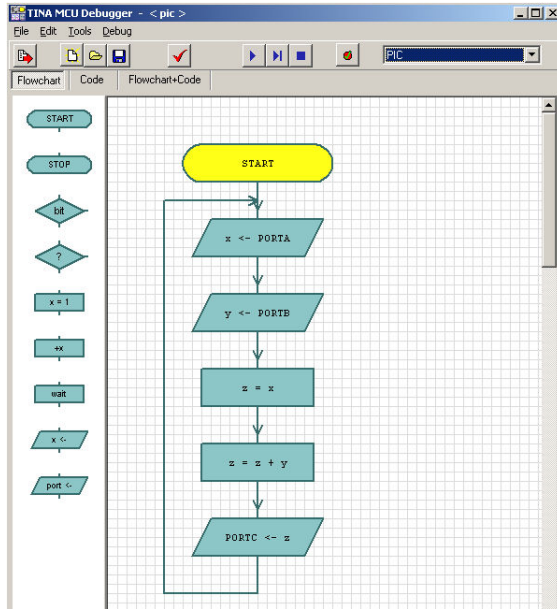 TINA MCU Debugger - < pic >
File Edit Tools Debug
PIC
Flowchart Code Flowchart+Code
START
STOP
bit
?
x = 1
+x
wait
x <-
port <-
START
x <- PORTA
y <- PORTB
z = x
z = z + y
PORTC <- z